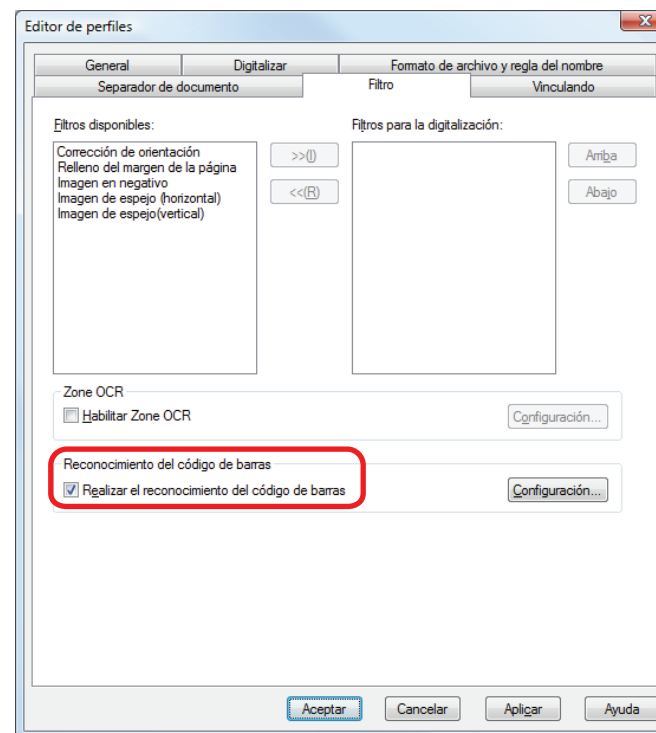 Editor de perfiles
General Digitalizar Formato de archivo y regla del nombre
Separador de documento Filtro Vinculando
Filtros disponibles: Filtros para la digitalización:
Corrección de orientación
Relleno del margen de la página
Imagen en negativo
Imagen de espejo (horizontal)
Imagen de espejo(vertical)
>>(I) Arriba
<<(R) Abajo
Zone OCR
Habilitar Zone OCR Configuración...
Reconocimiento del código de barras
Realizar el reconocimiento del código de barras Configuración...
Aceptar Cancelar Aplicar Ayuda